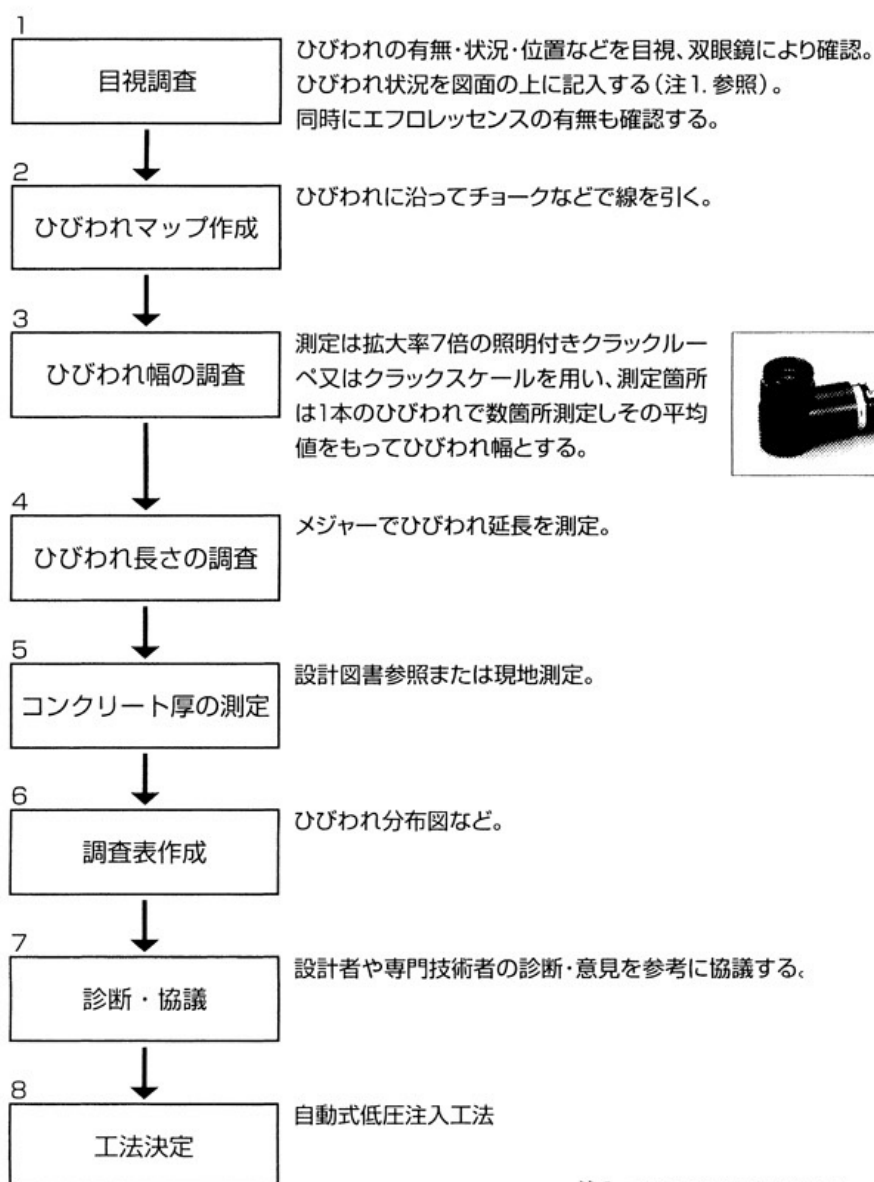 1
目視調査
ひびわれの有無・状況・位置などを目視、双眼鏡により確認。
ひびわれ状況を図面の上に記入する(注1. 参照)。
同時にエフロレッセンスの有無も確認する。
2
ひびわれマップ作成
ひびわれに沿ってチョークなどで線を引く。
3
ひびわれ幅の調査
測定は拡大率7倍の照明付きクラックルー
ペ又はクラックスケールを用い、測定箇所
は1本のひびわれで数箇所測定しその平均
値をもってひびわれ幅とする。
4
ひびわれ長さの調査
メジャーでひびわれ延長を測定。
5
コンクリート厚の測定
設計図書参照または現地測定。
6
調査表作成
ひびわれ分布図など。
7
診断・協議
設計者や専門技術者の診断・意見を参考に協議する。
8
工法決定
自動式低圧注入工法